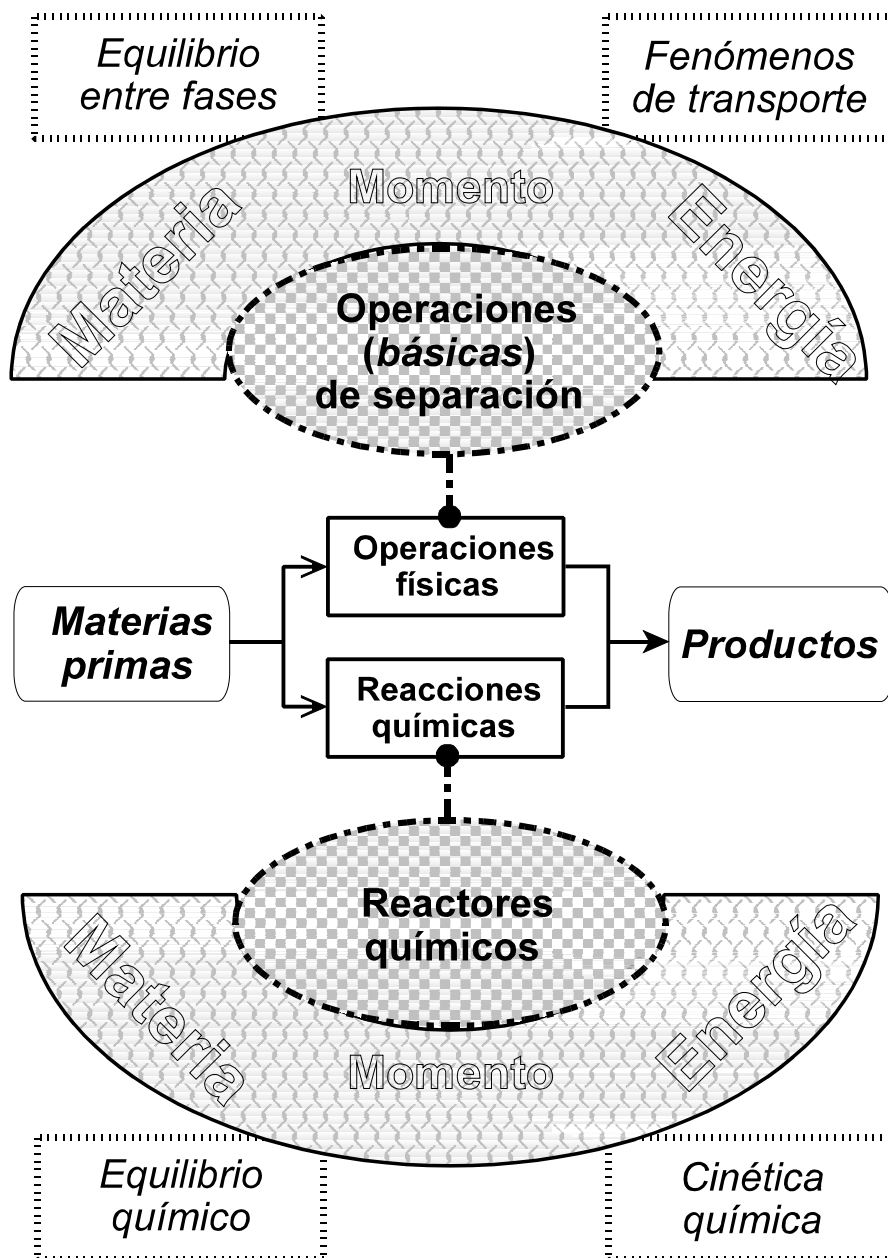 Equilibrio
entre fases
Fenómenos
de transporte
Materia
Momento
Energía
Operaciones
(básicas)
de separación
Materias
primas
Operaciones
físicas
Reacciones
químicas
Productos
Reactores
químicos
Materia
Momento
Energía
Equilibrio
químico
Cinética
química